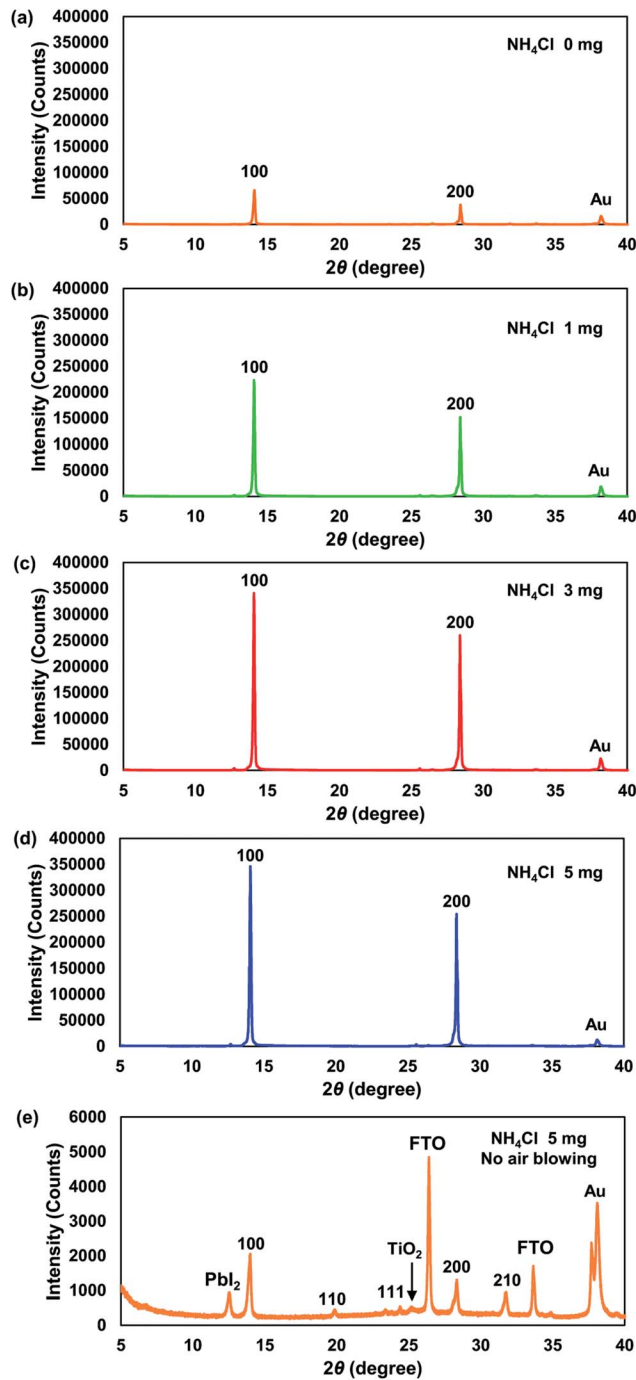 (a)
400000
350000
300000
250000
200000
150000
100000
50000
0
Intensity (Counts)
NH₄Cl 0 mg
100
200
Au
5 10 15 20 25 30 35 40
2θ (degree)
(b)
400000
350000
300000
250000
200000
150000
100000
50000
0
Intensity (Counts)
NH₄Cl 1 mg
100
200
Au
5 10 15 20 25 30 35 40
2θ (degree)
(c)
400000
350000
300000
250000
200000
150000
100000
50000
0
Intensity (Counts)
NH₄Cl 3 mg
100
200
Au
5 10 15 20 25 30 35 40
2θ (degree)
(d)
400000
350000
300000
250000
200000
150000
100000
50000
0
Intensity (Counts)
NH₄Cl 5 mg
100
200
Au
5 10 15 20 25 30 35 40
2θ (degree)
(e)
6000
5000
4000
3000
2000
1000
0
Intensity (Counts)
NH₄Cl 5 mg
No air blowing
PbI₂
100
110
111
TiO₂
FTO
200
210
FTO
Au
5 10 15 20 25 30 35 40
2θ (degree)